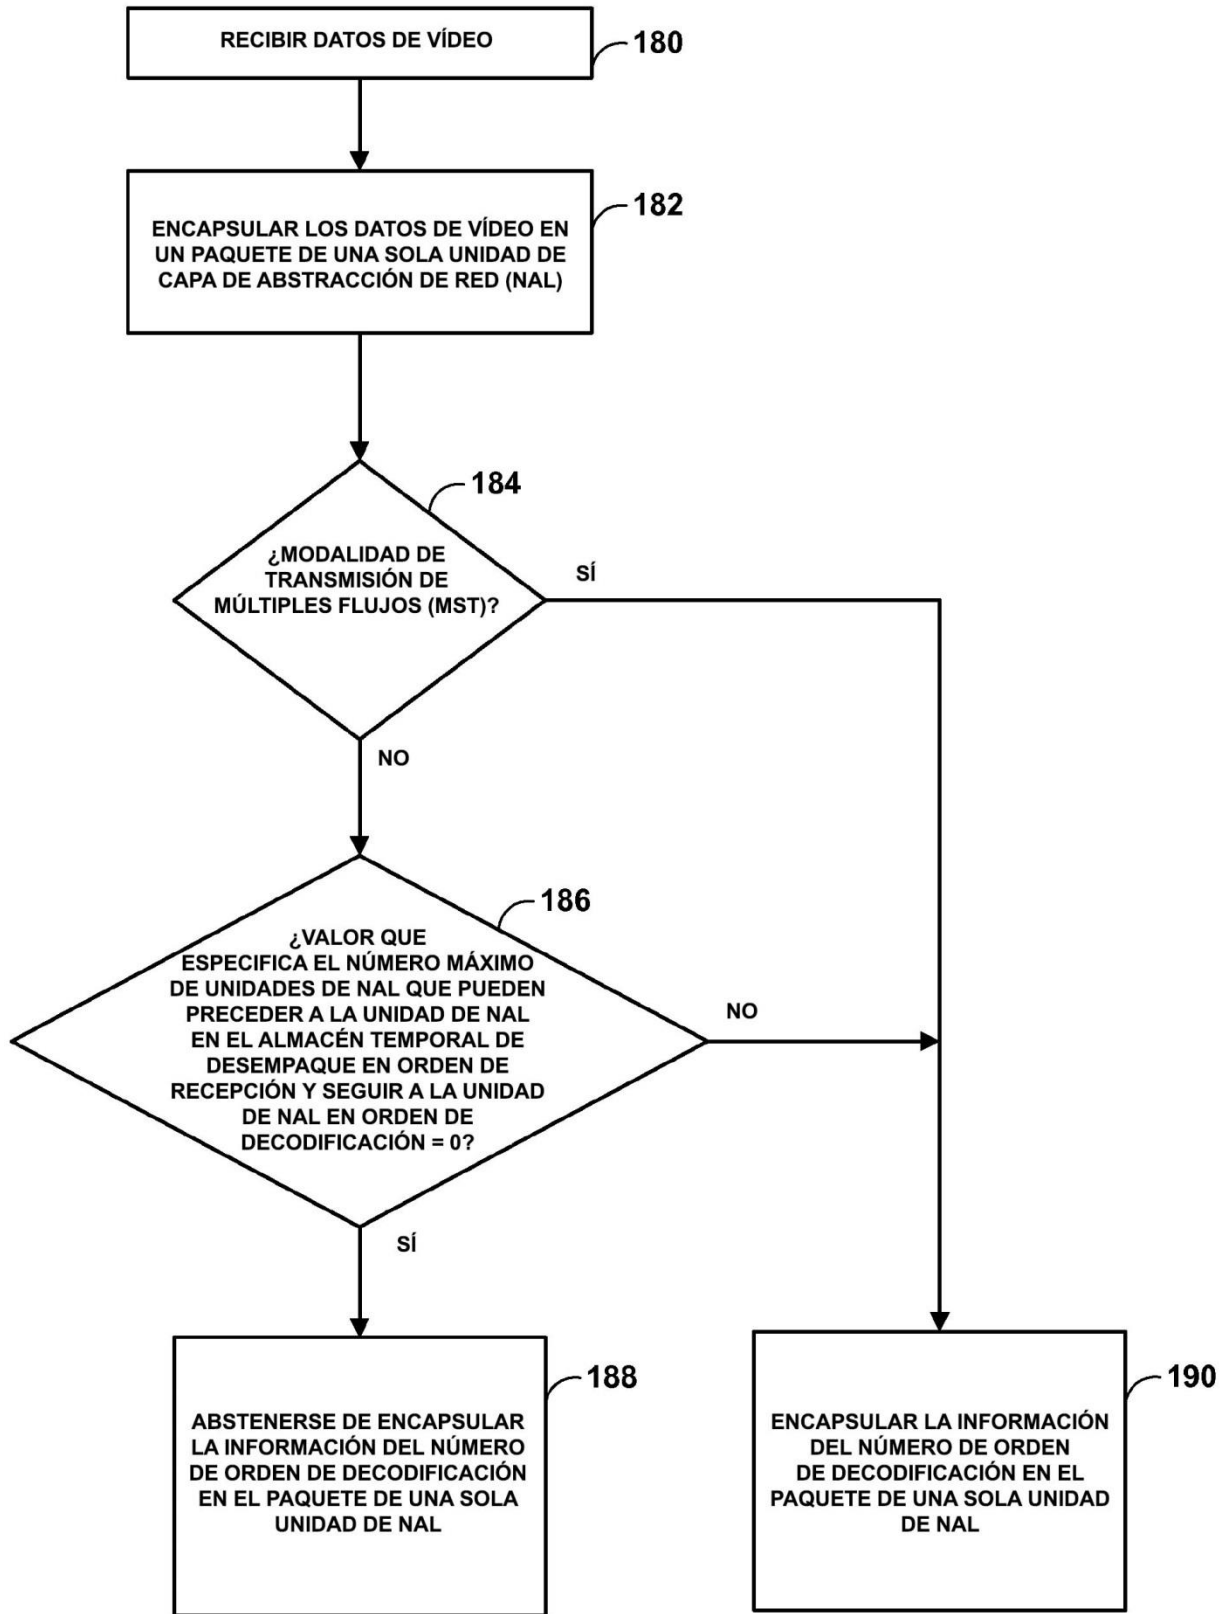 RECIBIR DATOS DE VÍDEO
180
ENCAPSULAR LOS DATOS DE VÍDEO EN
UN PAQUETE DE UNA SOLA UNIDAD DE
CAPA DE ABSTRACCIÓN DE RED (NAL)
182
¿MODALIDAD DE
TRANSMISIÓN DE
MÚLTIPLES FLUJOS (MST)?
184
SÍ
NO
¿VALOR QUE
ESPECIFICA EL NÚMERO MÁXIMO
DE UNIDADES DE NAL QUE PUEDEN
PRECEDER A LA UNIDAD DE NAL
EN EL ALMACÉN TEMPORAL DE
DESEMPAQUE EN ORDEN DE
RECEPCIÓN Y SEGUIR A LA UNIDAD
DE NAL EN ORDEN DE
DECODIFICACIÓN = 0?
186
NO
SÍ
ABSTENERSE DE ENCAPSULAR
LA INFORMACIÓN DEL NÚMERO
DE ORDEN DE DECODIFICACIÓN
EN EL PAQUETE DE UNA SOLA
UNIDAD DE NAL
188
ENCAPSULAR LA INFORMACIÓN
DEL NÚMERO DE ORDEN
DE DECODIFICACIÓN EN EL
PAQUETE DE UNA SOLA UNIDAD
DE NAL
190